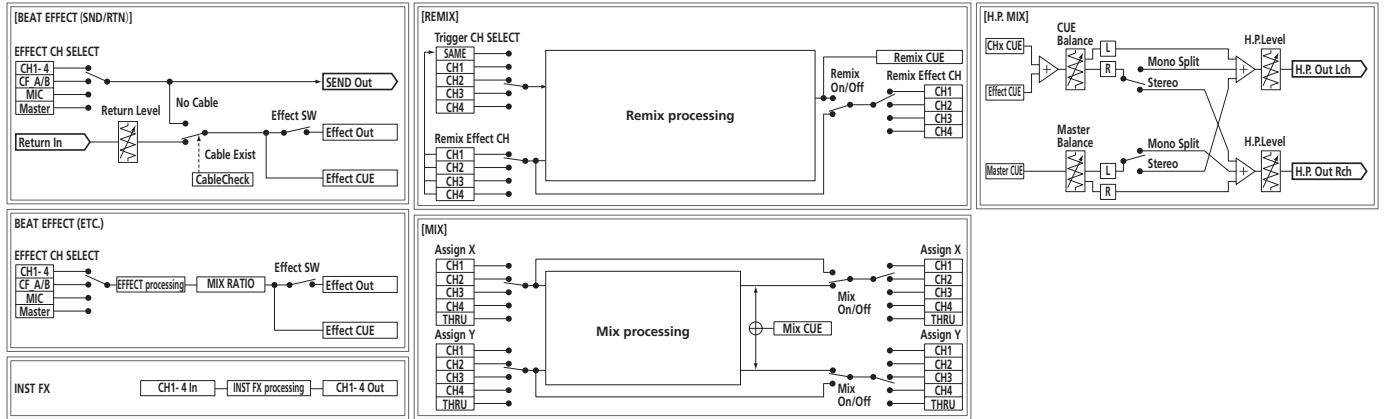 [BEAT EFFECT (SND/RTN)]
EFFECT CH SELECT
CH1- 4
CF_A/B
MIC
Master
SEND Out
No Cable
Return Level
Effect SW
Return In
Effect Out
Cable Exist
CableCheck
Effect CUE
BEAT EFFECT (ETC.)
EFFECT CH SELECT
CH1- 4
CF_A/B
MIC
Master
EFFECT processing
MIX RATIO
Effect SW
Effect Out
Effect CUE
INST FX
CH1- 4 In
INST FX processing
CH1- 4 Out
[REMIX]
Trigger CH SELECT
SAME
CH1
CH2
CH3
CH4
Remix processing
Remix CUE
Remix
On/Off
Remix Effect CH
CH1
CH2
CH3
CH4
Remix Effect CH
CH1
CH2
CH3
CH4
[MIX]
Assign X
CH1
CH2
CH3
CH4
THRU
Assign Y
CH1
CH2
CH3
CH4
THRU
Mix processing
Mix CUE
Mix
On/Off
Mix
On/Off
Assign X
CH1
CH2
CH3
CH4
THRU
Assign Y
CH1
CH2
CH3
CH4
THRU
[H.P. MIX]
CHx CUE
Effect CUE
CUE
Balance
L
R
Mono Split
Stereo
H.P.Level
H.P. Out Lch
Master CUE
Master
Balance
L
R
Mono Split
Stereo
H.P.Level
H.P. Out Rch